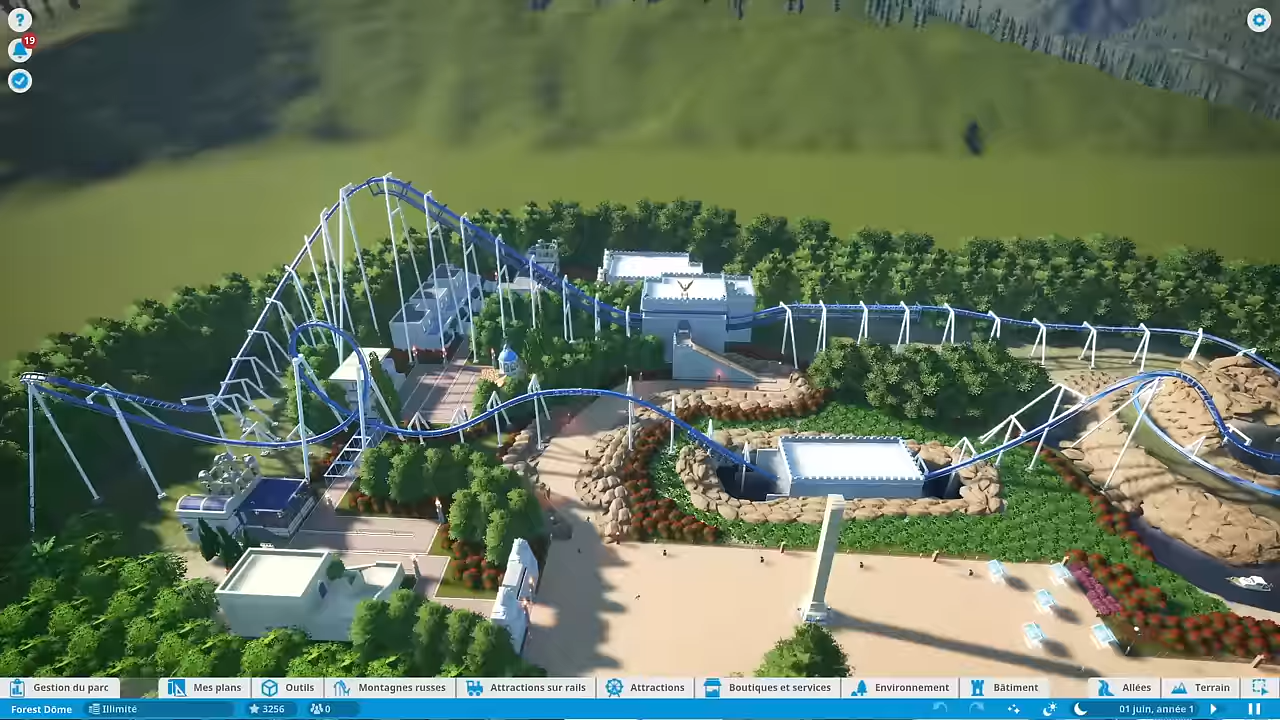 ?
19
Gestion du parc
Mes plans
Outils
Montagnes russes
Attractions sur rails
Attractions
Boutiques et services
Environnement
Bâtiment
Allées
Terrain
Forest Dôme
Illimité
3256
0
01 juin, année 1